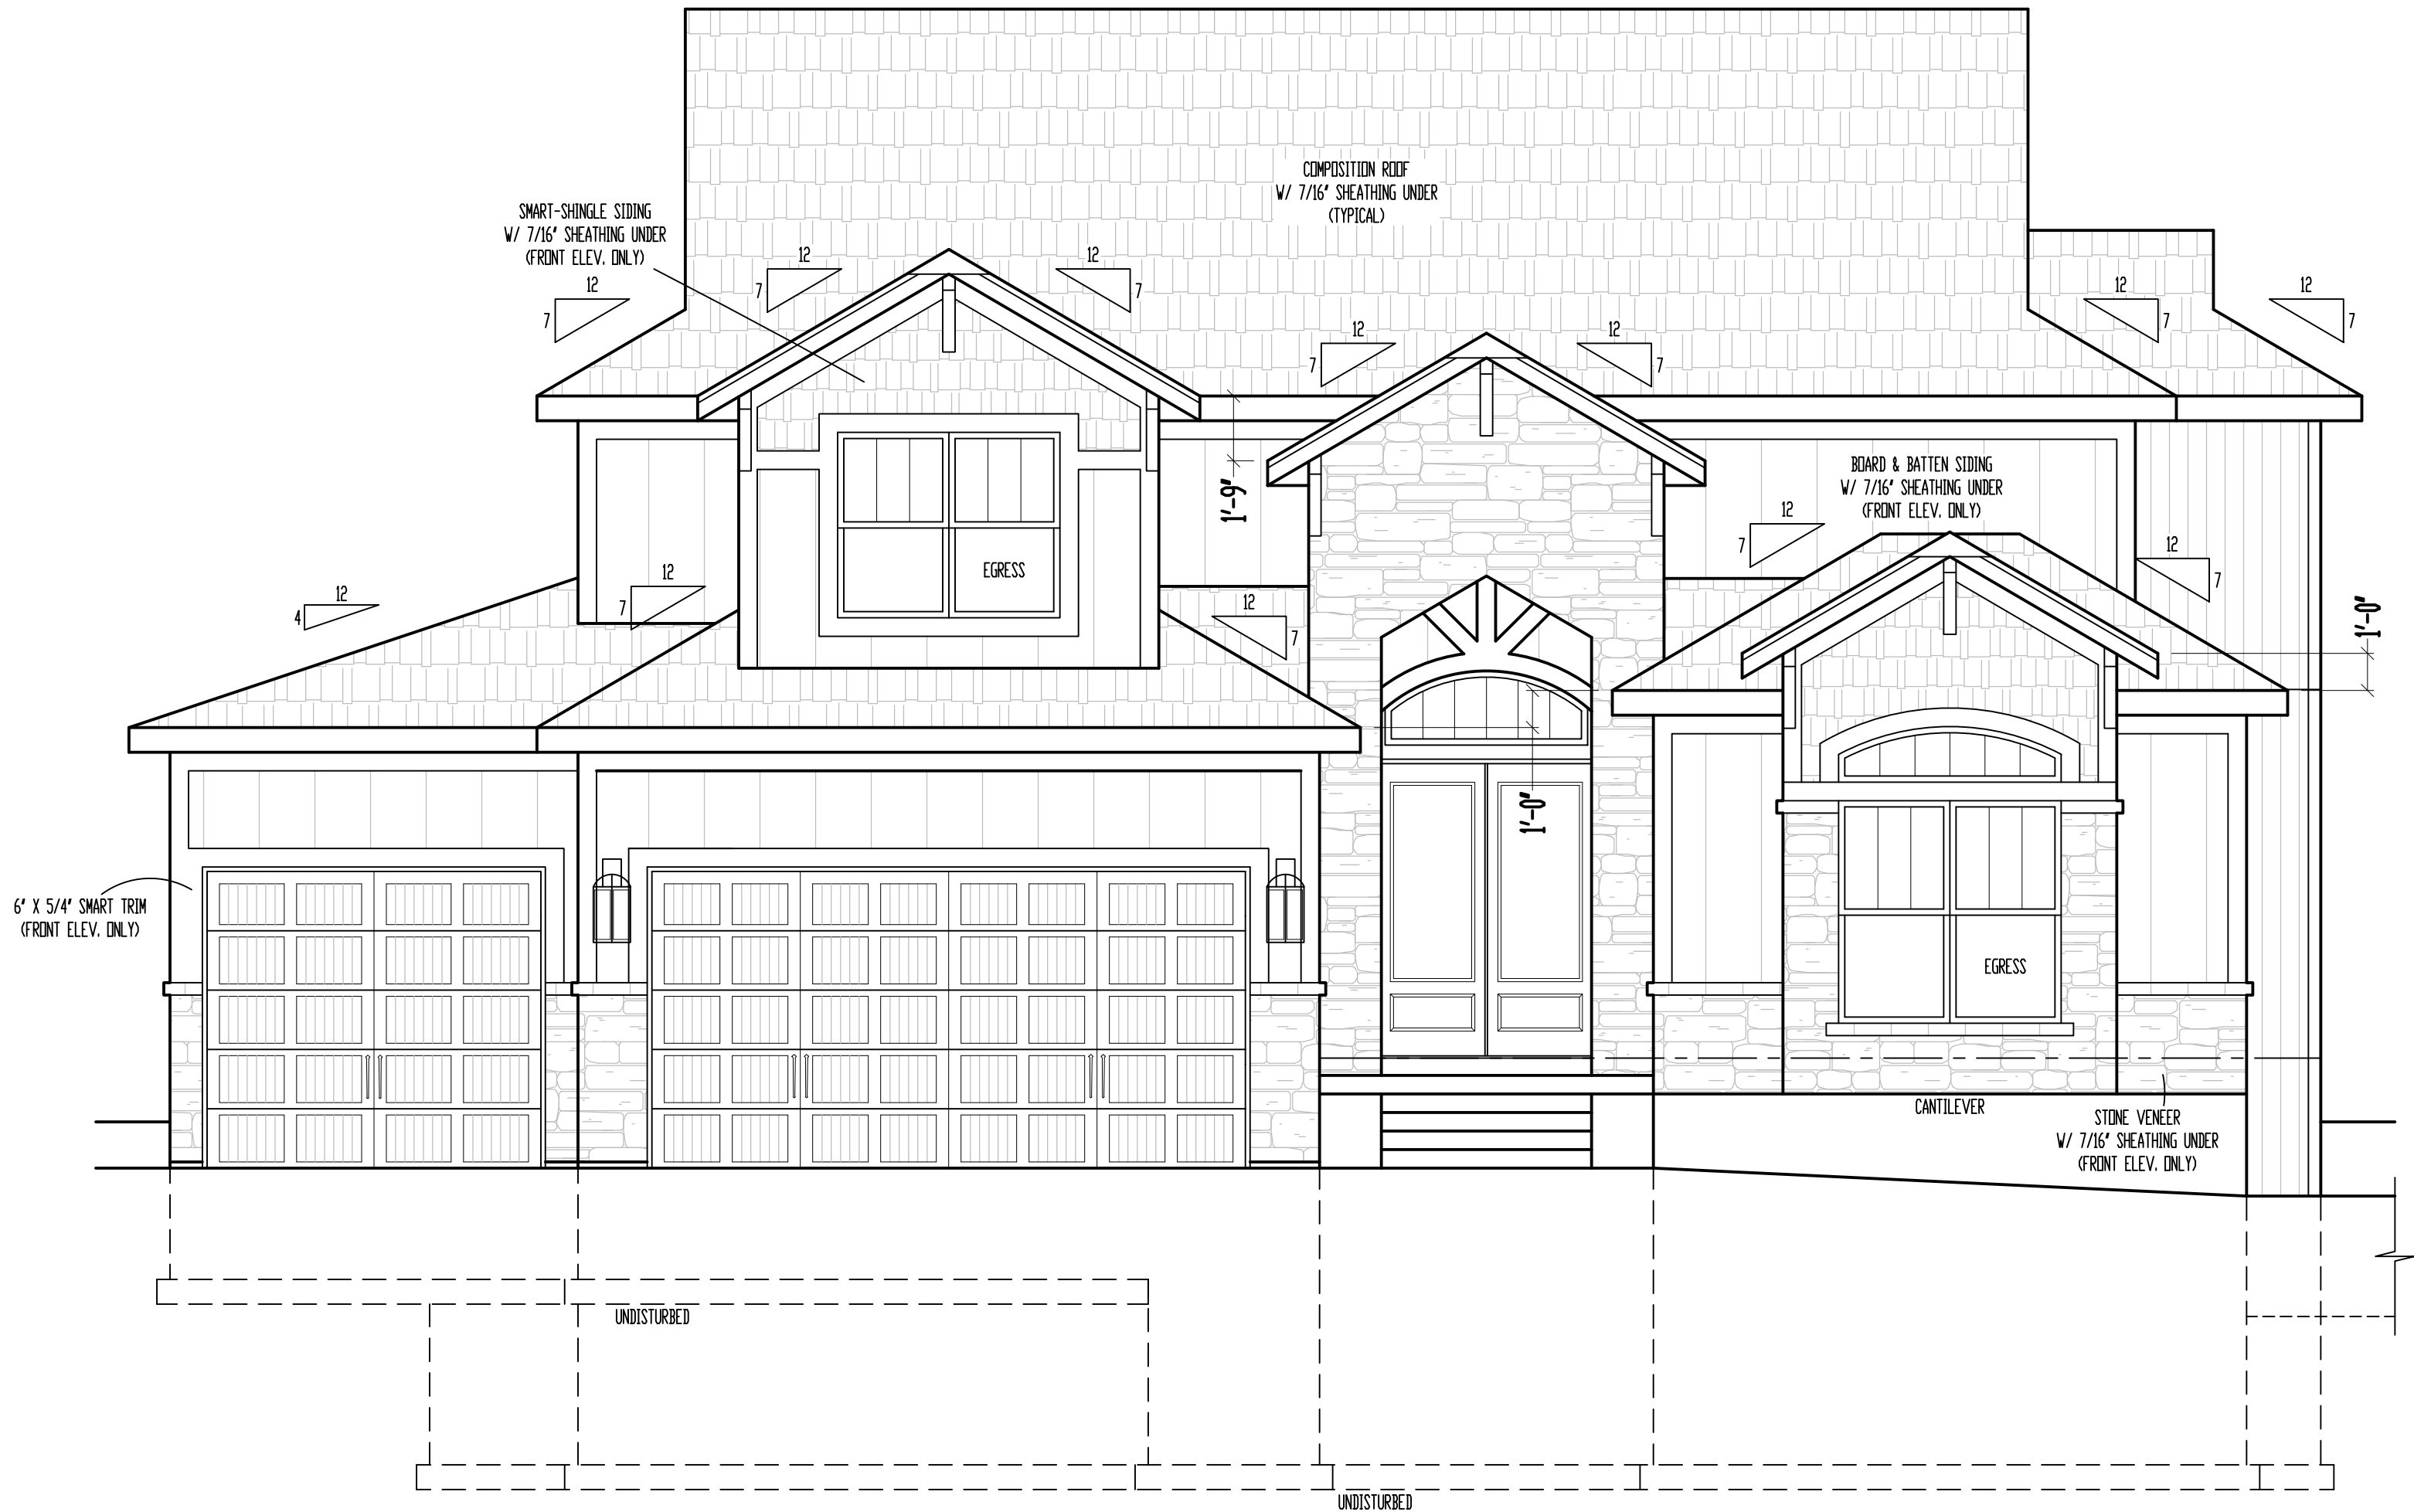 COMPOSITION ROOF
W/ 7/16" SHEATHING UNDER
(TYPICAL)
SMART-SHINGLE SIDING
W/ 7/16" SHEATHING UNDER
(FRONT ELEV. ONLY)
12
7
12
7
12
7
12
7
12
7
12
7
12
7
1'-9"
BOARD & BATTEN SIDING
W/ 7/16" SHEATHING UNDER
(FRONT ELEV. ONLY)
12
7
12
7
EGRESS
12
4
12
7
12
7
1'-0"
1'-0"
6" X 5/4" SMART TRIM
(FRONT ELEV. ONLY)
EGRESS
CANTILEVER
STONE VENEER
W/ 7/16" SHEATHING UNDER
(FRONT ELEV. ONLY)
UNDISTURBED
UNDISTURBED